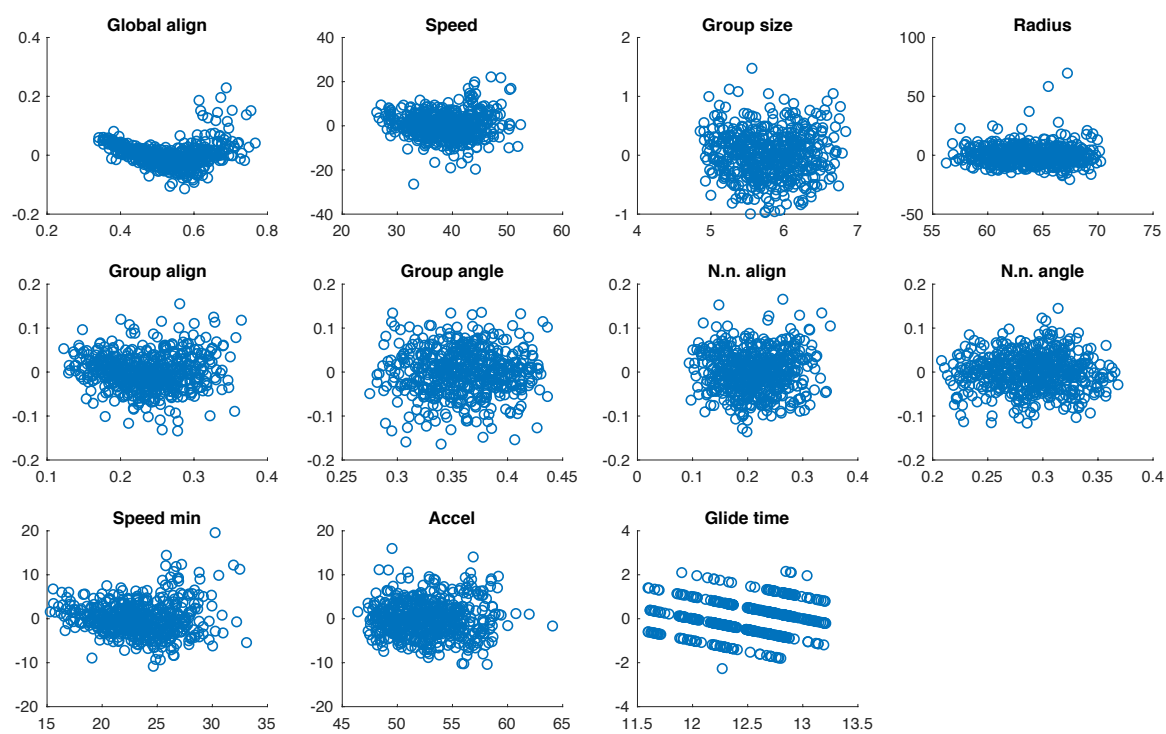 Global align
0.4
0.2
0
-0.2
0.2 0.4 0.6 0.8
Speed
40
20
0
-20
-40
20 30 40 50 60
Group size
2
1
0
-1
4 5 6 7
Radius
100
50
0
-50
55 60 65 70 75
Group align
0.2
0.1
0
-0.1
-0.2
0.1 0.2 0.3 0.4
Group angle
0.2
0.1
0
-0.1
-0.2
0.25 0.3 0.35 0.4 0.45
N.n. align
0.2
0.1
0
-0.1
-0.2
0 0.1 0.2 0.3 0.4
N.n. angle
0.2
0.1
0
-0.1
-0.2
0.2 0.25 0.3 0.35 0.4
Speed min
20
10
0
-10
-20
15 20 25 30 35
Accel
20
10
0
-10
-20
45 50 55 60 65
Glide time
4
2
0
-2
-4
11.5 12 12.5 13 13.5